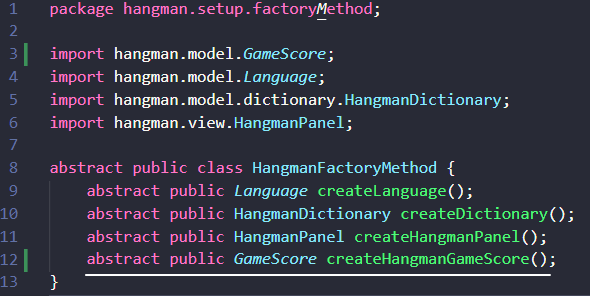 1 package hangman.setup.factoryMethod;
2
3 import hangman.model.GameScore;
4 import hangman.model.Language;
5 import hangman.model.dictionary.HangmanDictionary;
6 import hangman.view.HangmanPanel;
7
8 abstract public class HangmanFactoryMethod {
9 abstract public Language createLanguage();
10 abstract public HangmanDictionary createDictionary();
11 abstract public HangmanPanel createHangmanPanel();
12 abstract public GameScore createHangmanGameScore();
13 }